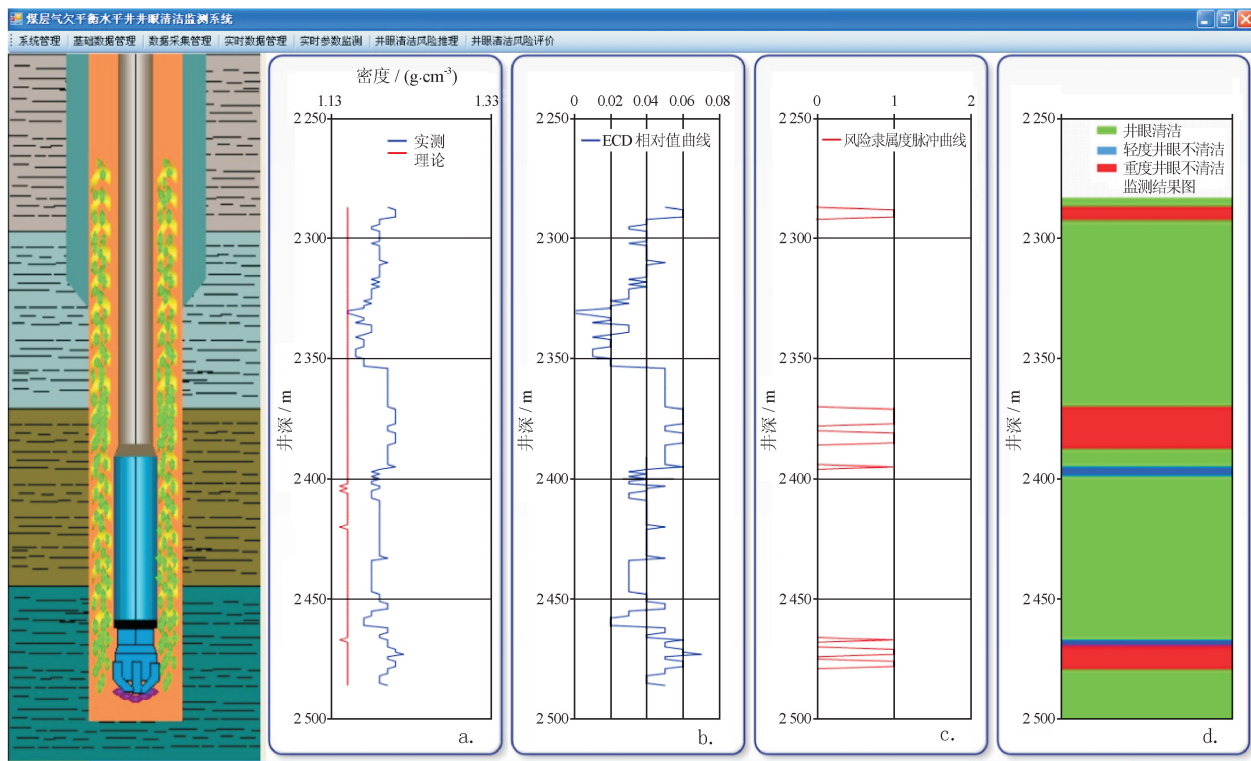 煤层气欠平衡水平井井眼清洁监测系统
系统管理 基础数据管理 数据采集管理 实时数据管理 实时参数监测 井眼清洁风险推理 井眼清洁风险评价
密度 / (g·cm⁻³)
1.13 1.33
2 250
实测
理论
2 300
2 350
井深 / m
2 400
2 450
2 500
a.
0 0.02 0.04 0.06 0.08
2 250
ECD 相对值曲线
2 300
2 350
井深 / m
2 400
2 450
2 500
b.
0 1 2
2 250
风险隶属度脉冲曲线
2 300
2 350
井深 / m
2 400
2 450
2 500
c.
2 250
井眼清洁
轻度井眼不清洁
重度井眼不清洁
监测结果图
2 300
2 350
井深 / m
2 400
2 450
2 500
d.